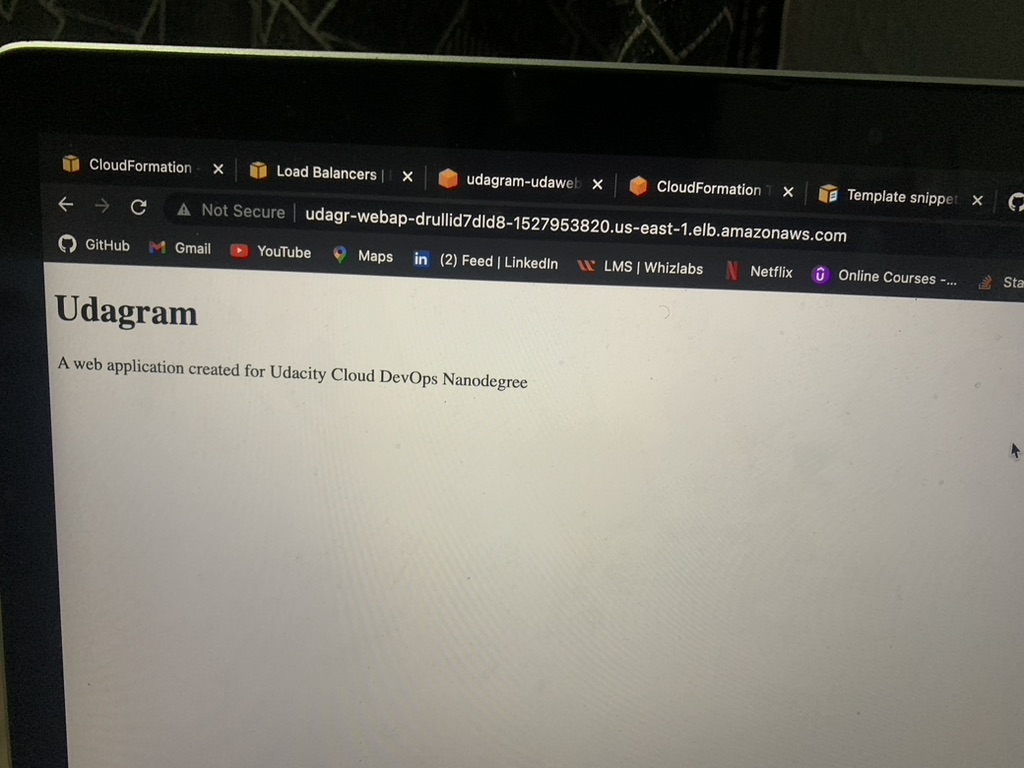 CloudFormation
Load Balancers |
udagram-udaweb
CloudFormation
Template snippet
Not Secure | udagr-webap-drullid7dld8-1527953820.us-east-1.elb.amazonaws.com
GitHub Gmail YouTube Maps (2) Feed | LinkedIn LMS | Whizlabs Netflix Online Courses -... Sta
Udagram
A web application created for Udacity Cloud DevOps Nanodegree